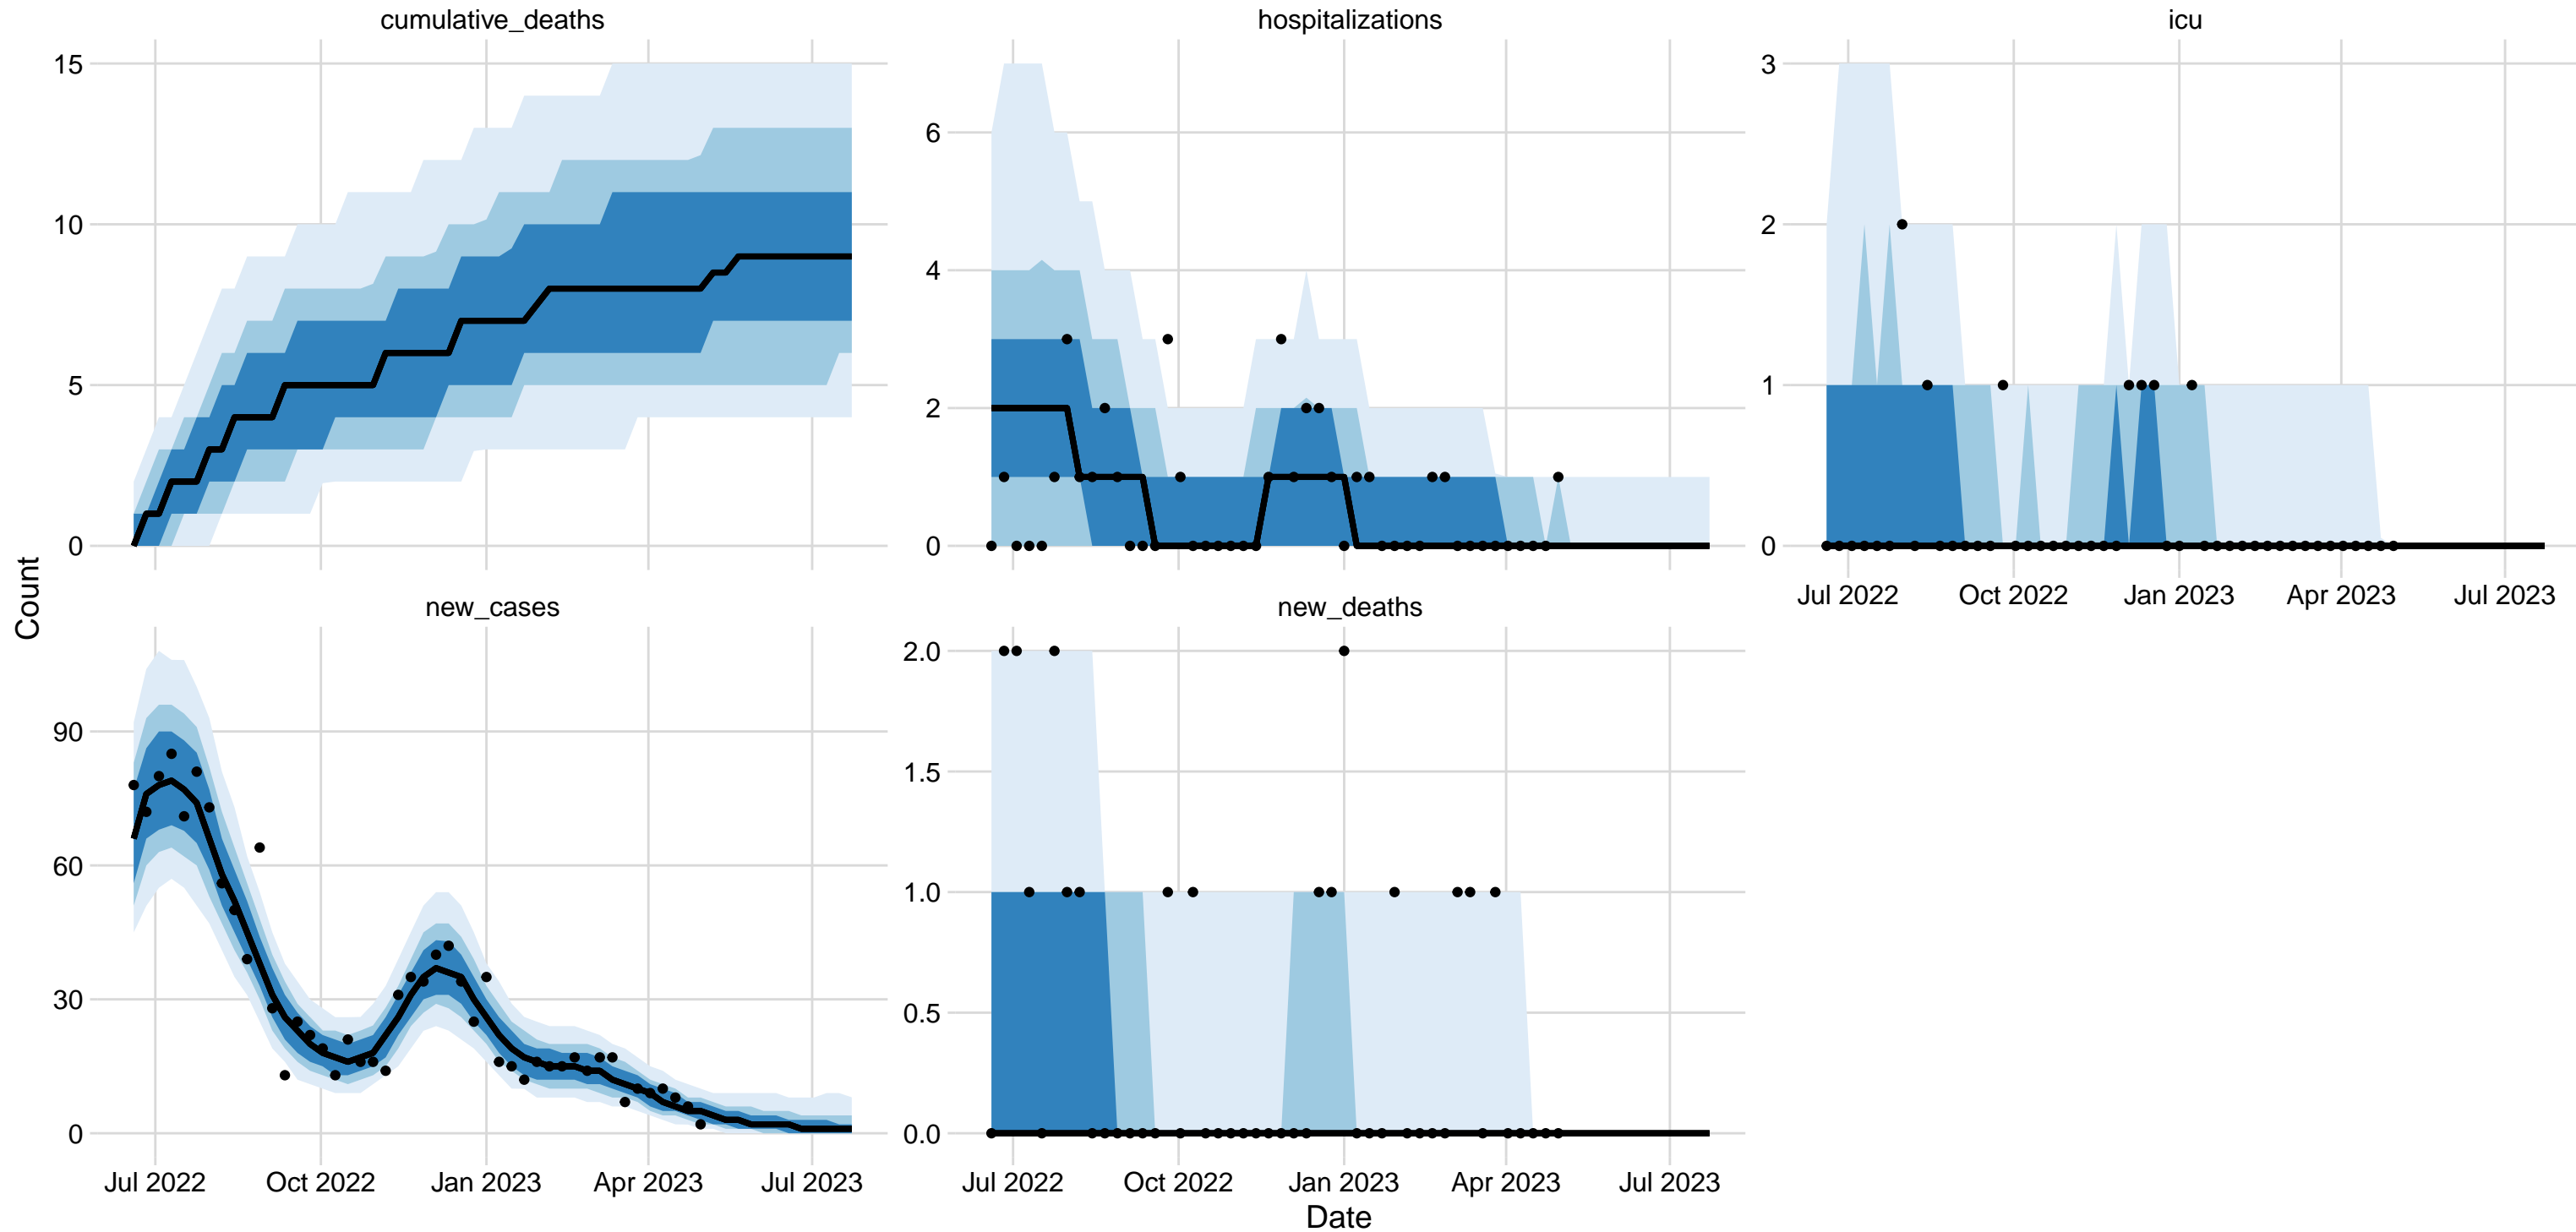 cumulative_deaths
hospitalizations
icu
15
10
5
0
6
4
2
0
3
2
1
0
Jul 2022 Oct 2022 Jan 2023 Apr 2023 Jul 2023
Count
new_cases
new_deaths
90
60
30
0
2.0
1.5
1.0
0.5
0.0
Jul 2022 Oct 2022 Jan 2023 Apr 2023 Jul 2023
Jul 2022 Oct 2022 Jan 2023 Apr 2023 Jul 2023
Date